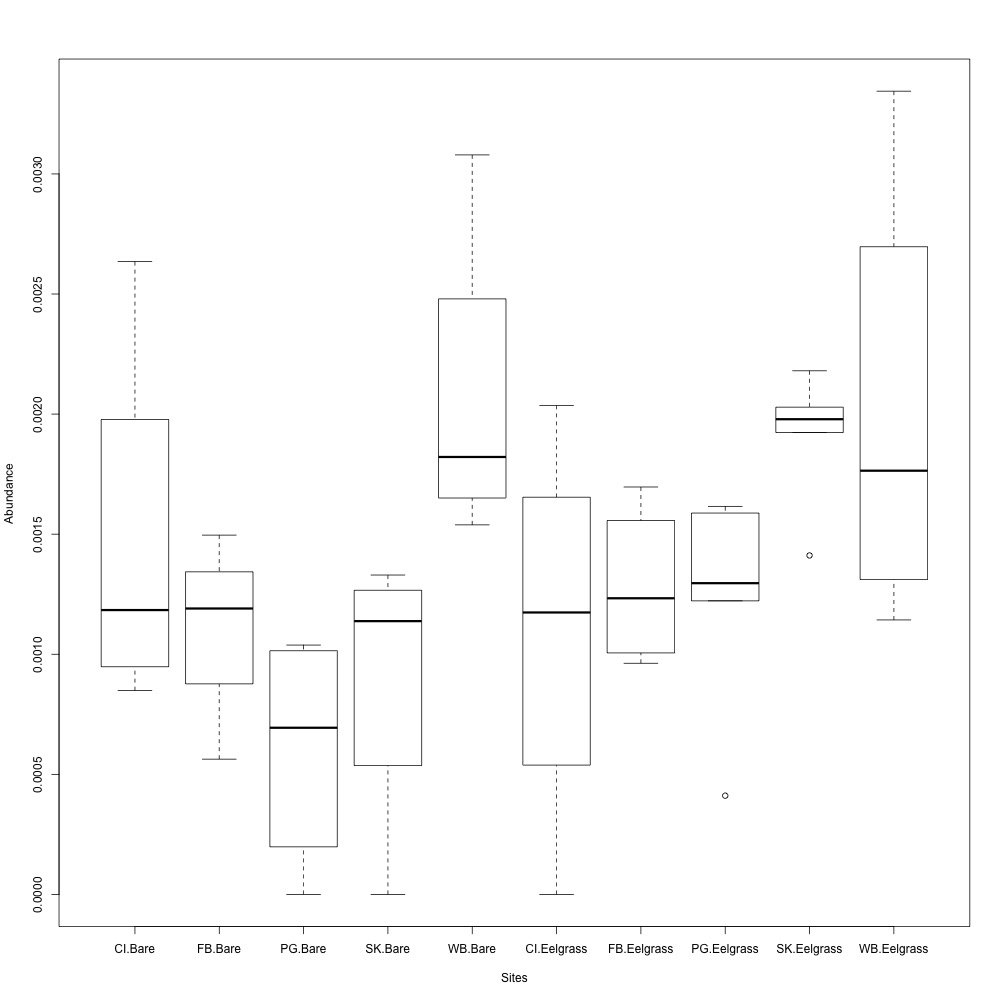 Abundance
0.0030
0.0025
0.0020
0.0015
0.0010
0.0005
0.0000
CI.Bare FB.Bare PG.Bare SK.Bare WB.Bare CI.Eelgrass FB.Eelgrass PG.Eelgrass SK.Eelgrass WB.Eelgrass
Sites